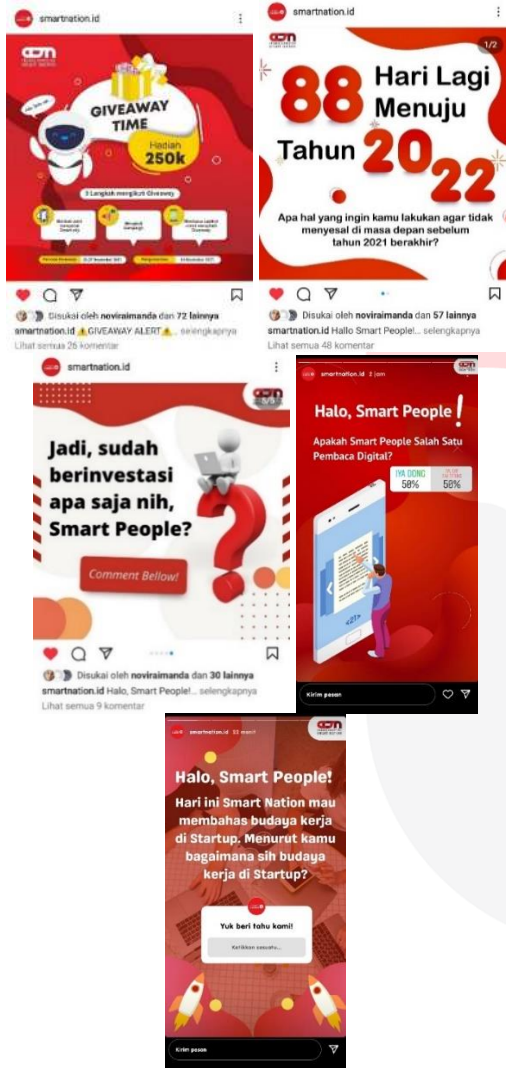 smartnation.id
GIVEAWAY
TIME
Hadiah
250k
3 Langkah mengikuti Giveaway
Disukai oleh noviraimanda dan 72 lainnya
smartnation.id ⚠GIVEAWAY ALERT⚠... selengkapnya
Lihat semua 26 komentar
smartnation.id
1/2
88 Hari Lagi
Menuju
Tahun 2022
Apa hal yang ingin kamu lakukan agar tidak
menyesal di masa depan sebelum
tahun 2021 berakhir?
Disukai oleh noviraimanda dan 57 lainnya
smartnation.id Hallo Smart People!... selengkapnya
Lihat semua 48 komentar
smartnation.id
5/5
Jadi, sudah
berinvestasi
apa saja nih,
Smart People?
Comment Bellow!
Disukai oleh noviraimanda dan 30 lainnya
smartnation.id Halo, Smart People!... selengkapnya
Lihat semua 9 komentar
smartnation.id 2 jam
Halo, Smart People!
Apakah Smart People Salah Satu
Pembaca Digital?
IYA DONG
50%
50%
Kirim pesan
smartnation.id 22 menit
Halo, Smart People!
Hari ini Smart Nation mau
membahas budaya kerja
di Startup. Menurut kamu
bagaimana sih budaya
kerja di Startup?
Yuk beri tahu kami!
Ketikkan sesuatu...
Kirim pesan